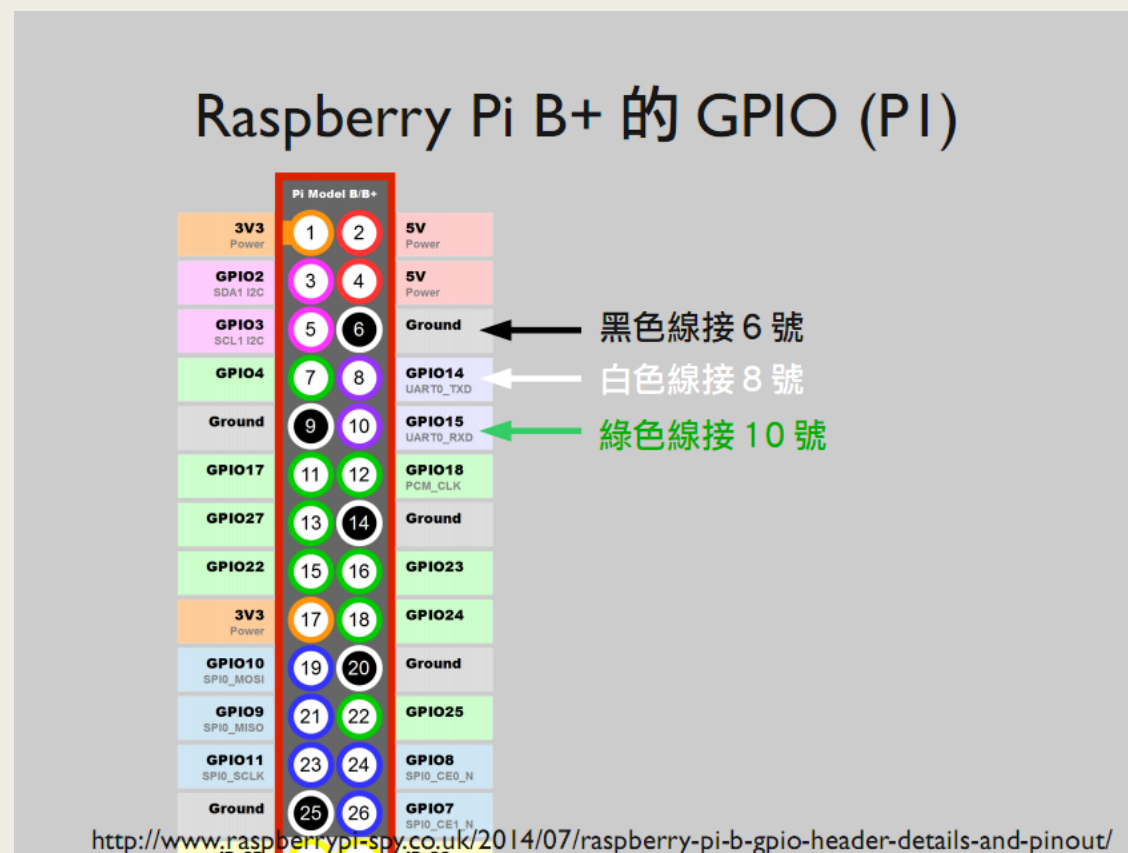 Raspberry Pi B+ 的 GPIO (P1)
Pi Model B/B+
3V3 1 2 5V
Power Power
GPIO2 3 4 5V
SDA1 I2C Power
GPIO3 5 6 Ground 黑色線接 6 號
SCL1 I2C
GPIO4 7 8 GPIO14 白色線接 8 號
UART0_TXD
Ground 9 10 GPIO15 綠色線接 10 號
UART0_RXD
GPIO17 11 12 GPIO18
PCM_CLK
GPIO27 13 14 Ground
GPIO22 15 16 GPIO23
3V3 17 18 GPIO24
Power
GPIO10 19 20 Ground
SPI0_MOSI
GPIO9 21 22 GPIO25
SPI0_MISO
GPIO11 23 24 GPIO8
SPI0_SCLK SPI0_CE0_N
Ground 25 26 GPIO7
SPI0_CE1_N
http://www.raspberrypi-spy.co.uk/2014/07/raspberry-pi-b-gpio-header-details-and-pinout/